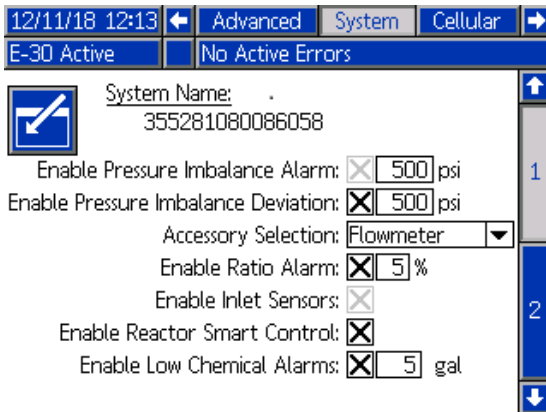 12/11/18 12:13 Advanced System Cellular
E-30 Active No Active Errors
System Name:
355281080086058
Enable Pressure Imbalance Alarm: 500 psi
Enable Pressure Imbalance Deviation: 500 psi
Accessory Selection: Flowmeter
Enable Ratio Alarm: 5 %
Enable Inlet Sensors:
Enable Reactor Smart Control:
Enable Low Chemical Alarms: 5 gal
1
2